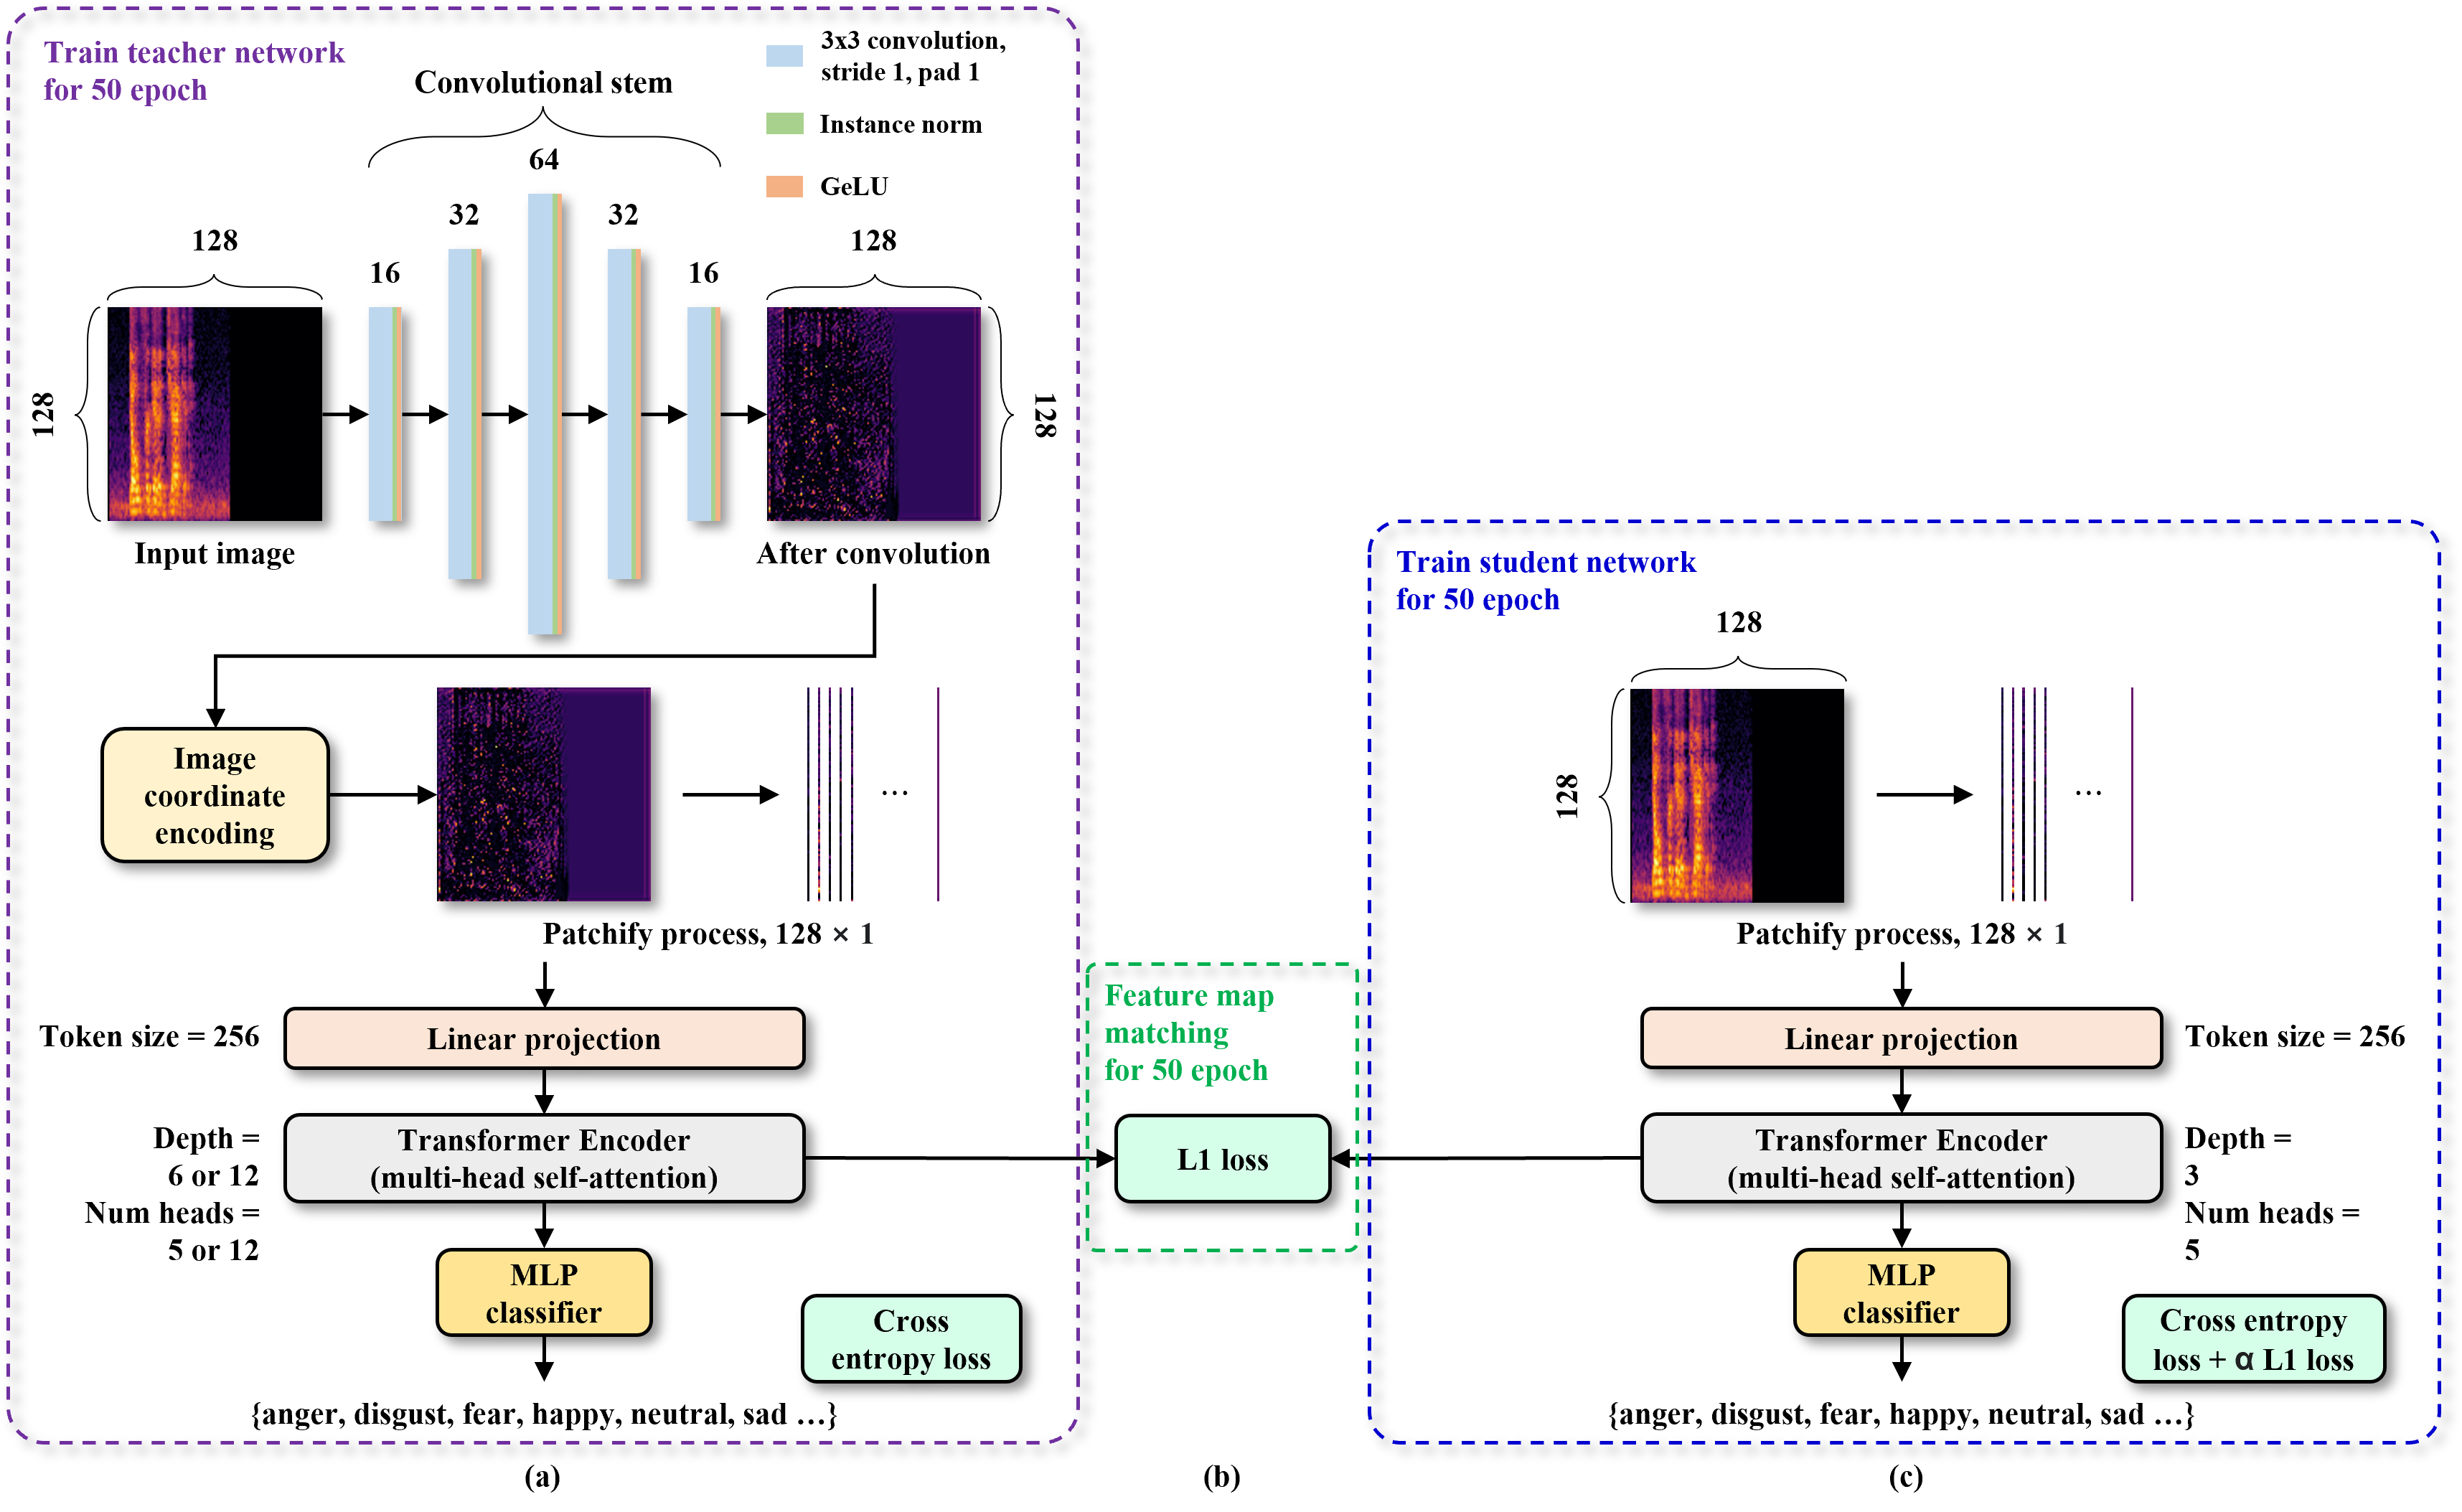 Train teacher network
for 50 epoch
Convolutional stem
3x3 convolution,
stride 1, pad 1
Instance norm
GeLU
128
16
32
64
32
16
128
128
128
Input image
After convolution
Image
coordinate
encoding
...
Patchify process, 128 × 1
Token size = 256
Linear projection
Depth =
6 or 12
Num heads =
5 or 12
Transformer Encoder
(multi-head self-attention)
MLP
classifier
Cross
entropy loss
{anger, disgust, fear, happy, neutral, sad …}
(a)
Feature map
matching
for 50 epoch
L1 loss
(b)
Train student network
for 50 epoch
128
128
...
Patchify process, 128 × 1
Linear projection
Token size = 256
Transformer Encoder
(multi-head self-attention)
Depth =
3
Num heads =
5
MLP
classifier
Cross entropy
loss + α L1 loss
{anger, disgust, fear, happy, neutral, sad …}
(c)